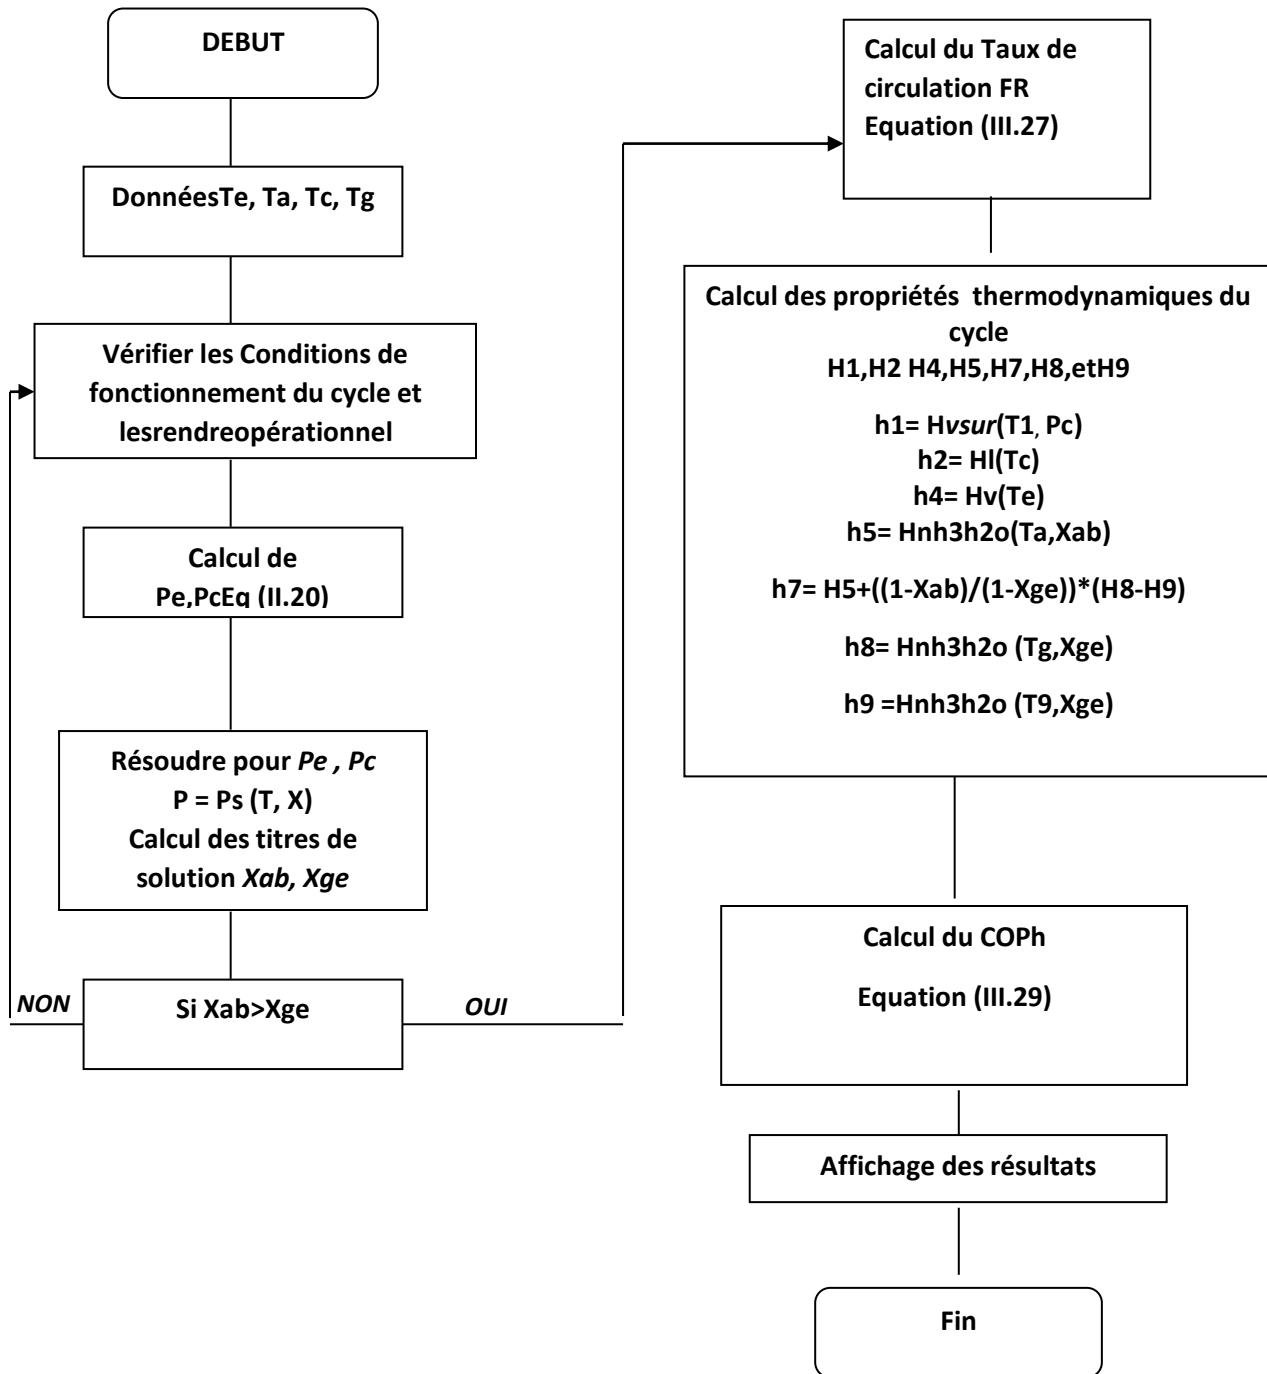 DEBUT
DonnéesTe, Ta, Tc, Tg
Vérifier les Conditions de
fonctionnement du cycle et
lesrendreopérationnel
Calcul de
Pe,PcEq (II.20)
Résoudre pour Pe , Pc
P = Ps (T, X)
Calcul des titres de
solution Xab, Xge
NON
Si Xab>Xge
OUI
Calcul du Taux de
circulation FR
Equation (III.27)
Calcul des propriétés thermodynamiques du
cycle
H1,H2 H4,H5,H7,H8,etH9
h1= Hvsur(T1, Pc)
h2= Hl(Tc)
h4= Hv(Te)
h5= Hnh3h2o(Ta,Xab)
h7= H5+((1-Xab)/(1-Xge))*(H8-H9)
h8= Hnh3h2o (Tg,Xge)
h9 =Hnh3h2o (T9,Xge)
Calcul du COPh
Equation (III.29)
Affichage des résultats
Fin